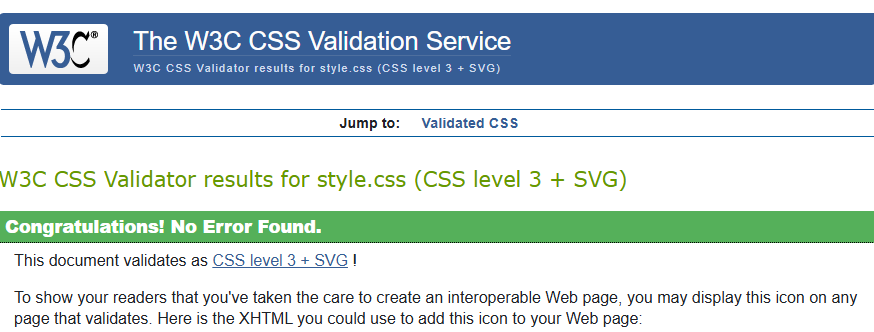 W3C®
The W3C CSS Validation Service
W3C CSS Validator results for style.css (CSS level 3 + SVG)
Jump to: Validated CSS
W3C CSS Validator results for style.css (CSS level 3 + SVG)
Congratulations! No Error Found.
This document validates as CSS level 3 + SVG !
To show your readers that you've taken the care to create an interoperable Web page, you may display this icon on any
page that validates. Here is the XHTML you could use to add this icon to your Web page: